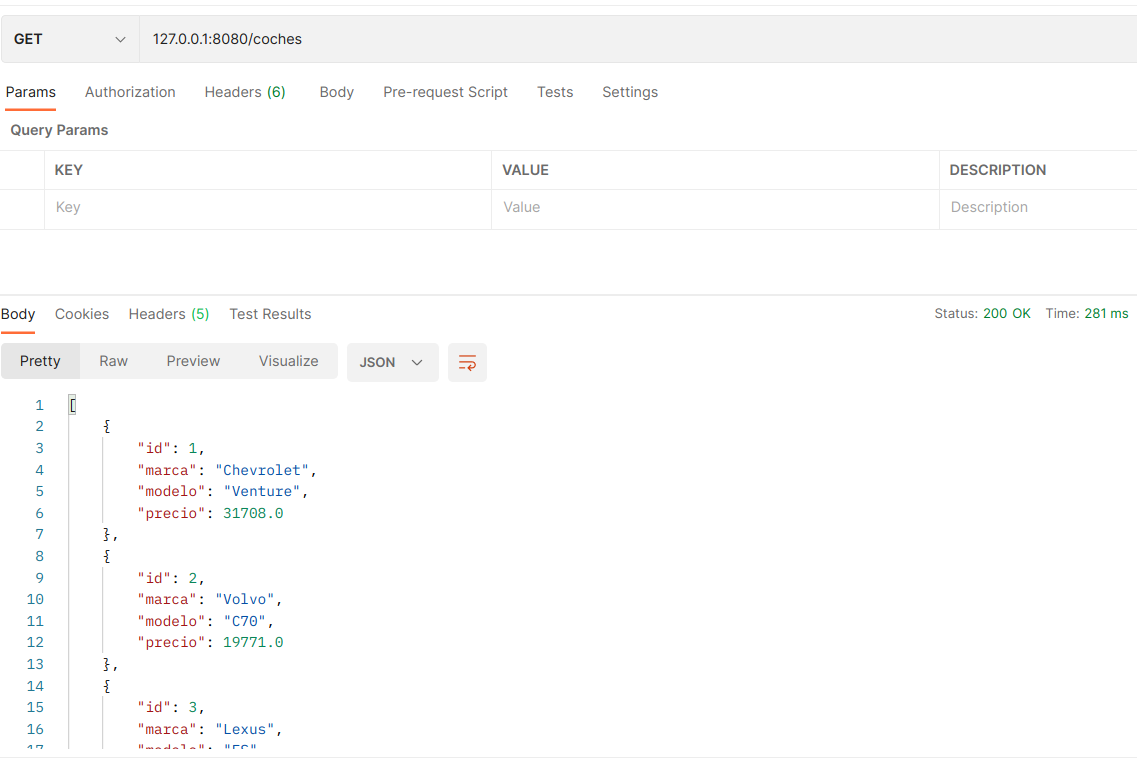 GET 127.0.0.1:8080/coches
Params Authorization Headers (6) Body Pre-request Script Tests Settings
Query Params
KEY VALUE DESCRIPTION
Key Value Description
Body Cookies Headers (5) Test Results Status: 200 OK Time: 281 ms
Pretty Raw Preview Visualize JSON
1 [
2 {
3 "id": 1,
4 "marca": "Chevrolet",
5 "modelo": "Venture",
6 "precio": 31708.0
7 },
8 {
9 "id": 2,
10 "marca": "Volvo",
11 "modelo": "C70",
12 "precio": 19771.0
13 },
14 {
15 "id": 3,
16 "marca": "Lexus",
17 "modelo": "ES"